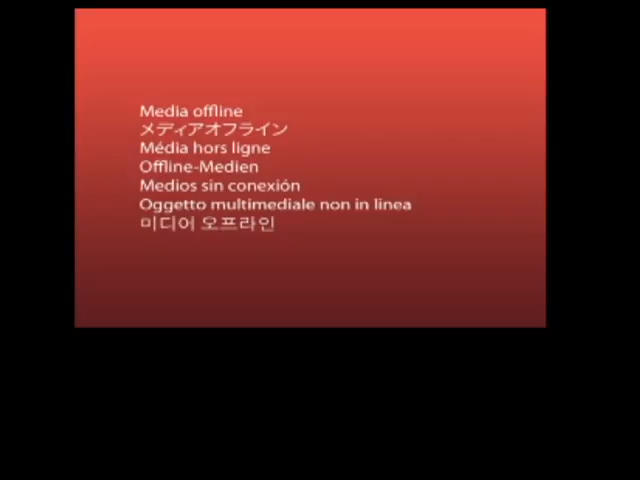 Media offline
メディアオフライン
Média hors ligne
Offline-Medien
Medios sin conexión
Oggetto multimediale non in linea
미디어 오프라인